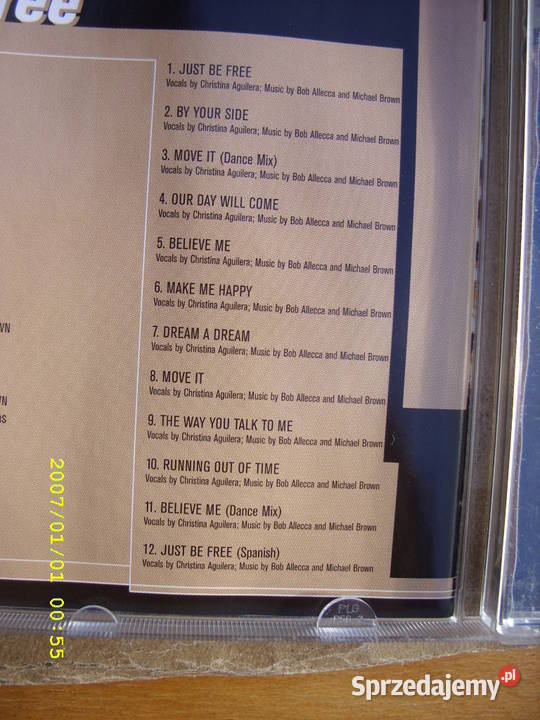 ree
1. JUST BE FREE
Vocals by Christina Aguilera; Music by Bob Allecca and Michael Brown
2. BY YOUR SIDE
Vocals by Christina Aguilera; Music by Bob Allecca and Michael Brown
3. MOVE IT (Dance Mix)
Vocals by Christina Aguilera; Music by Bob Allecca and Michael Brown
4. OUR DAY WILL COME
Vocals by Christina Aguilera; Music by Bob Allecca and Michael Brown
5. BELIEVE ME
Vocals by Christina Aguilera; Music by Bob Allecca and Michael Brown
6. MAKE ME HAPPY
Vocals by Christina Aguilera; Music by Bob Allecca and Michael Brown
7. DREAM A DREAM
Vocals by Christina Aguilera; Music by Bob Allecca and Michael Brown
8. MOVE IT
Vocals by Christina Aguilera; Music by Bob Allecca and Michael Brown
9. THE WAY YOU TALK TO ME
Vocals by Christina Aguilera; Music by Bob Allecca and Michael Brown
10. RUNNING OUT OF TIME
Vocals by Christina Aguilera; Music by Bob Allecca and Michael Brown
11. BELIEVE ME (Dance Mix)
Vocals by Christina Aguilera; Music by Bob Allecca and Michael Brown
12. JUST BE FREE (Spanish)
Vocals by Christina Aguilera; Music by Bob Allecca and Michael Brown
WN
WN
2007/01/01 00:55
PLG
Sprzedajemy.pl